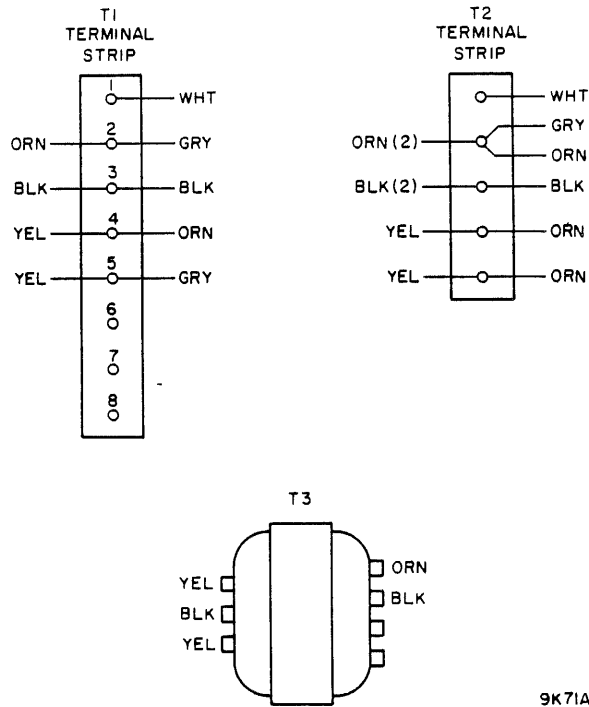 T1
TERMINAL
STRIP
1
WHT
ORN 2 GRY
3
BLK BLK
4
YEL ORN
5
YEL GRY
6
7
8
T2
TERMINAL
STRIP
WHT
GRY
ORN(2)
ORN
BLK(2) BLK
YEL ORN
YEL ORN
T3
YEL ORN
BLK BLK
YEL
9K71A